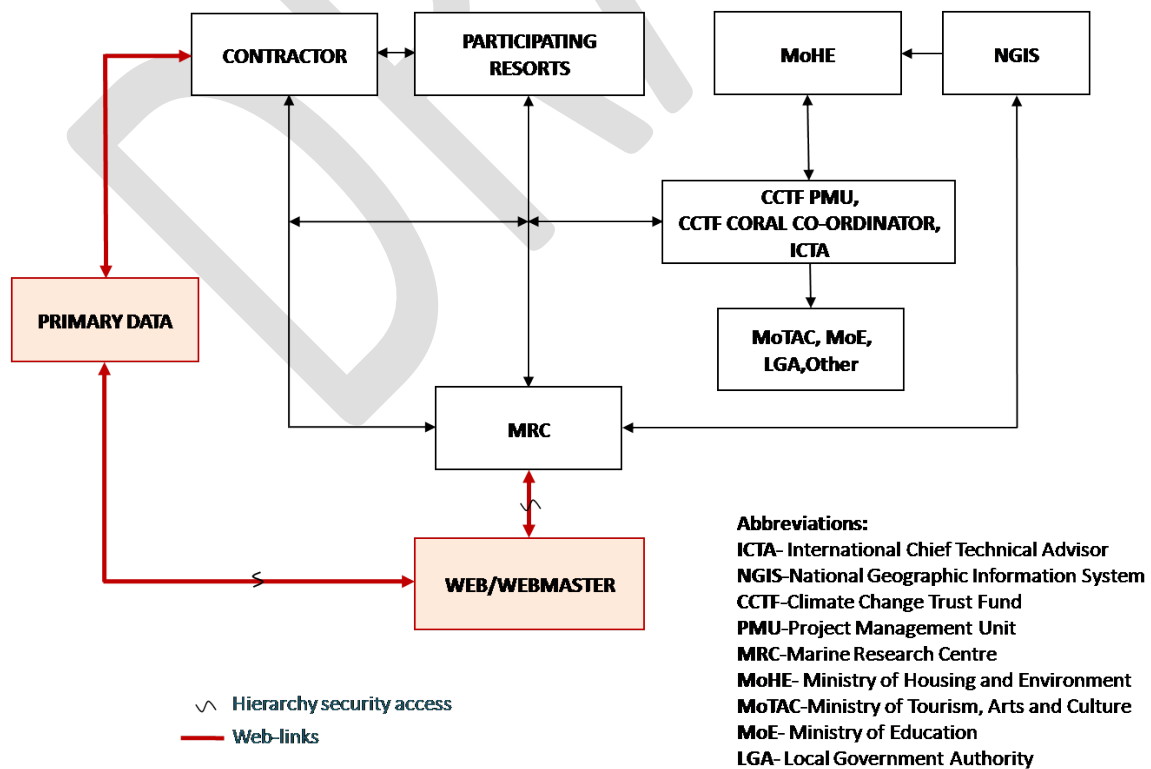 CONTRACTOR
PARTICIPATING
RESORTS
MoHE
NGIS
CCTF PMU,
CCTF CORAL CO-ORDINATOR,
ICTA
PRIMARY DATA
MoTAC, MoE,
LGA,Other
MRC
WEB/WEBMASTER
Abbreviations:
ICTA- International Chief Technical Advisor
NGIS-National Geographic Information System
CCTF-Climate Change Trust Fund
PMU-Project Management Unit
MRC-Marine Research Centre
MoHE- Ministry of Housing and Environment
MoTAC-Ministry of Tourism, Arts and Culture
MoE- Ministry of Education
LGA- Local Government Authority
Hierarchy security access
Web-links